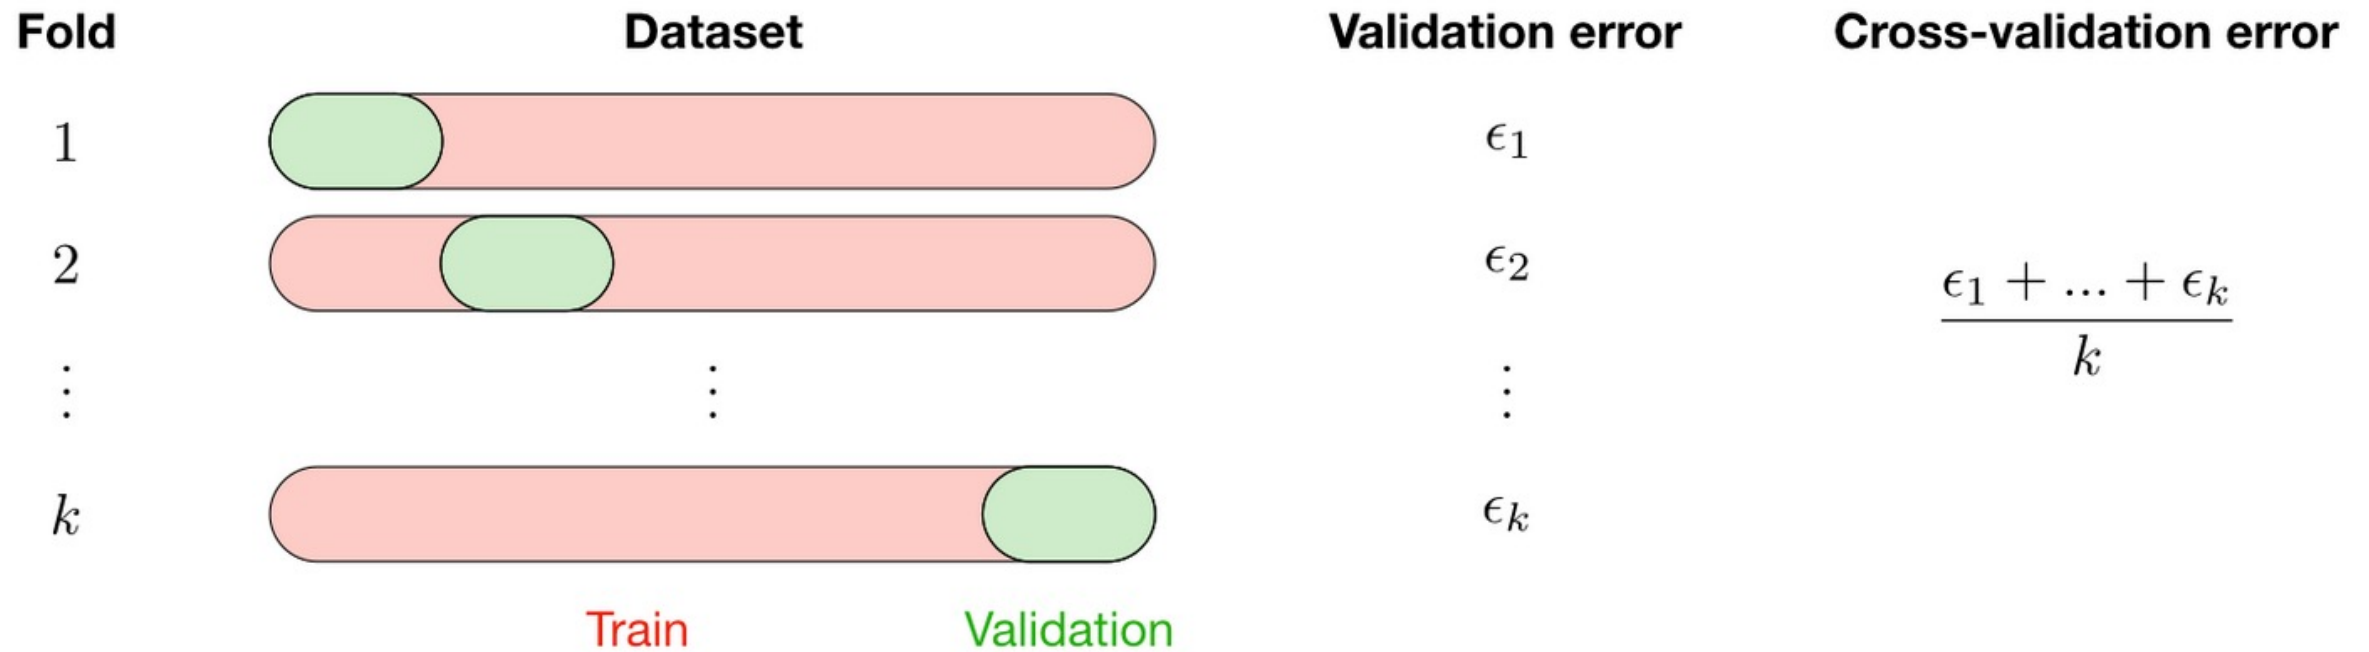 Fold Dataset Validation error Cross-validation error
1 ϵ₁
2 ϵ₂
ϵ₁ + ... + ϵₖ
k
⋮ ⋮ ⋮
k ϵₖ
Train Validation